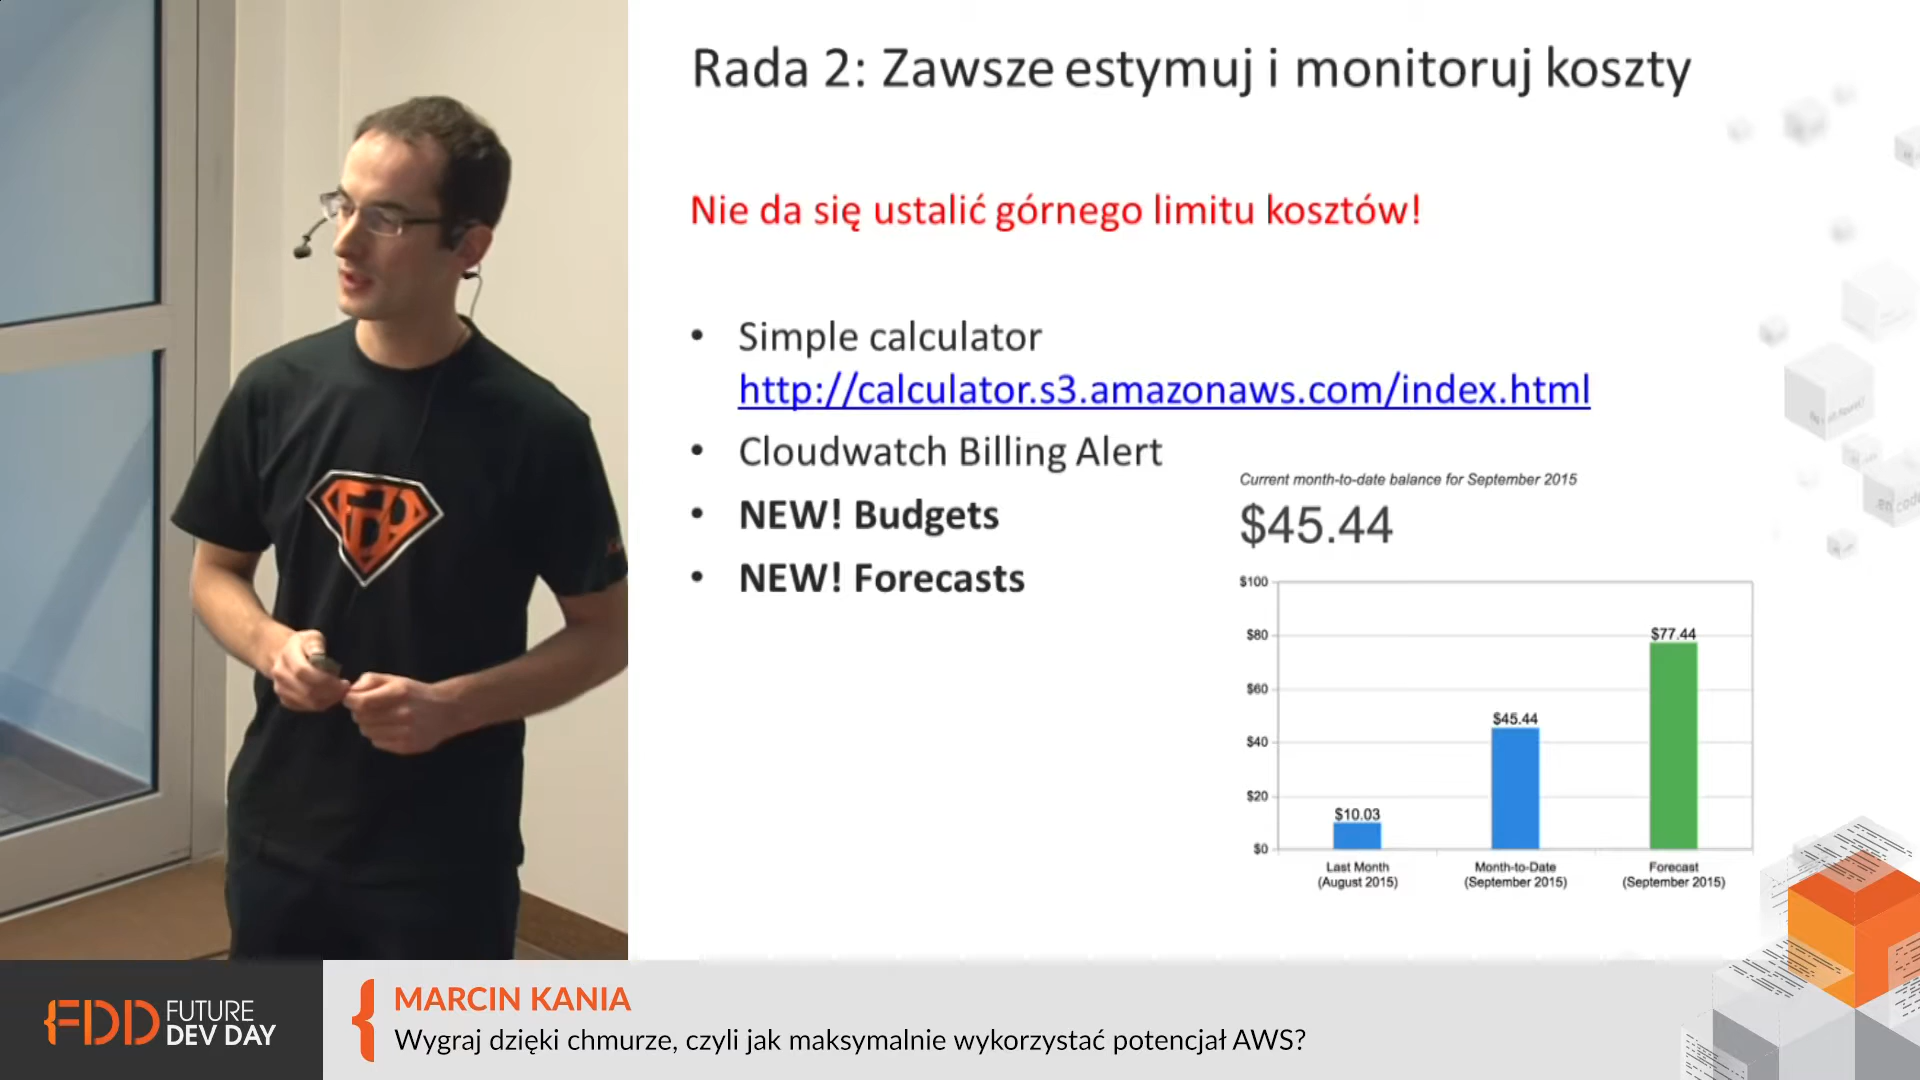 Rada 2: Zawsze estymuj i monitoruj koszty
Nie da się ustalić górnego limitu kosztów!
• Simple calculator
http://calculator.s3.amazonaws.com/index.html
• Cloudwatch Billing Alert
• NEW! Budgets
• NEW! Forecasts
Current month-to-date balance for September 2015
$45.44
$100
$80
$60
$40
$20
$0
$10.03
$45.44
$77.44
Last Month
(August 2015)
Month-to-Date
(September 2015)
Forecast
(September 2015)
FDD
FDD FUTURE
DEV DAY
MARCIN KANIA
Wygraj dzięki chmurze, czyli jak maksymalnie wykorzystać potencjał AWS?